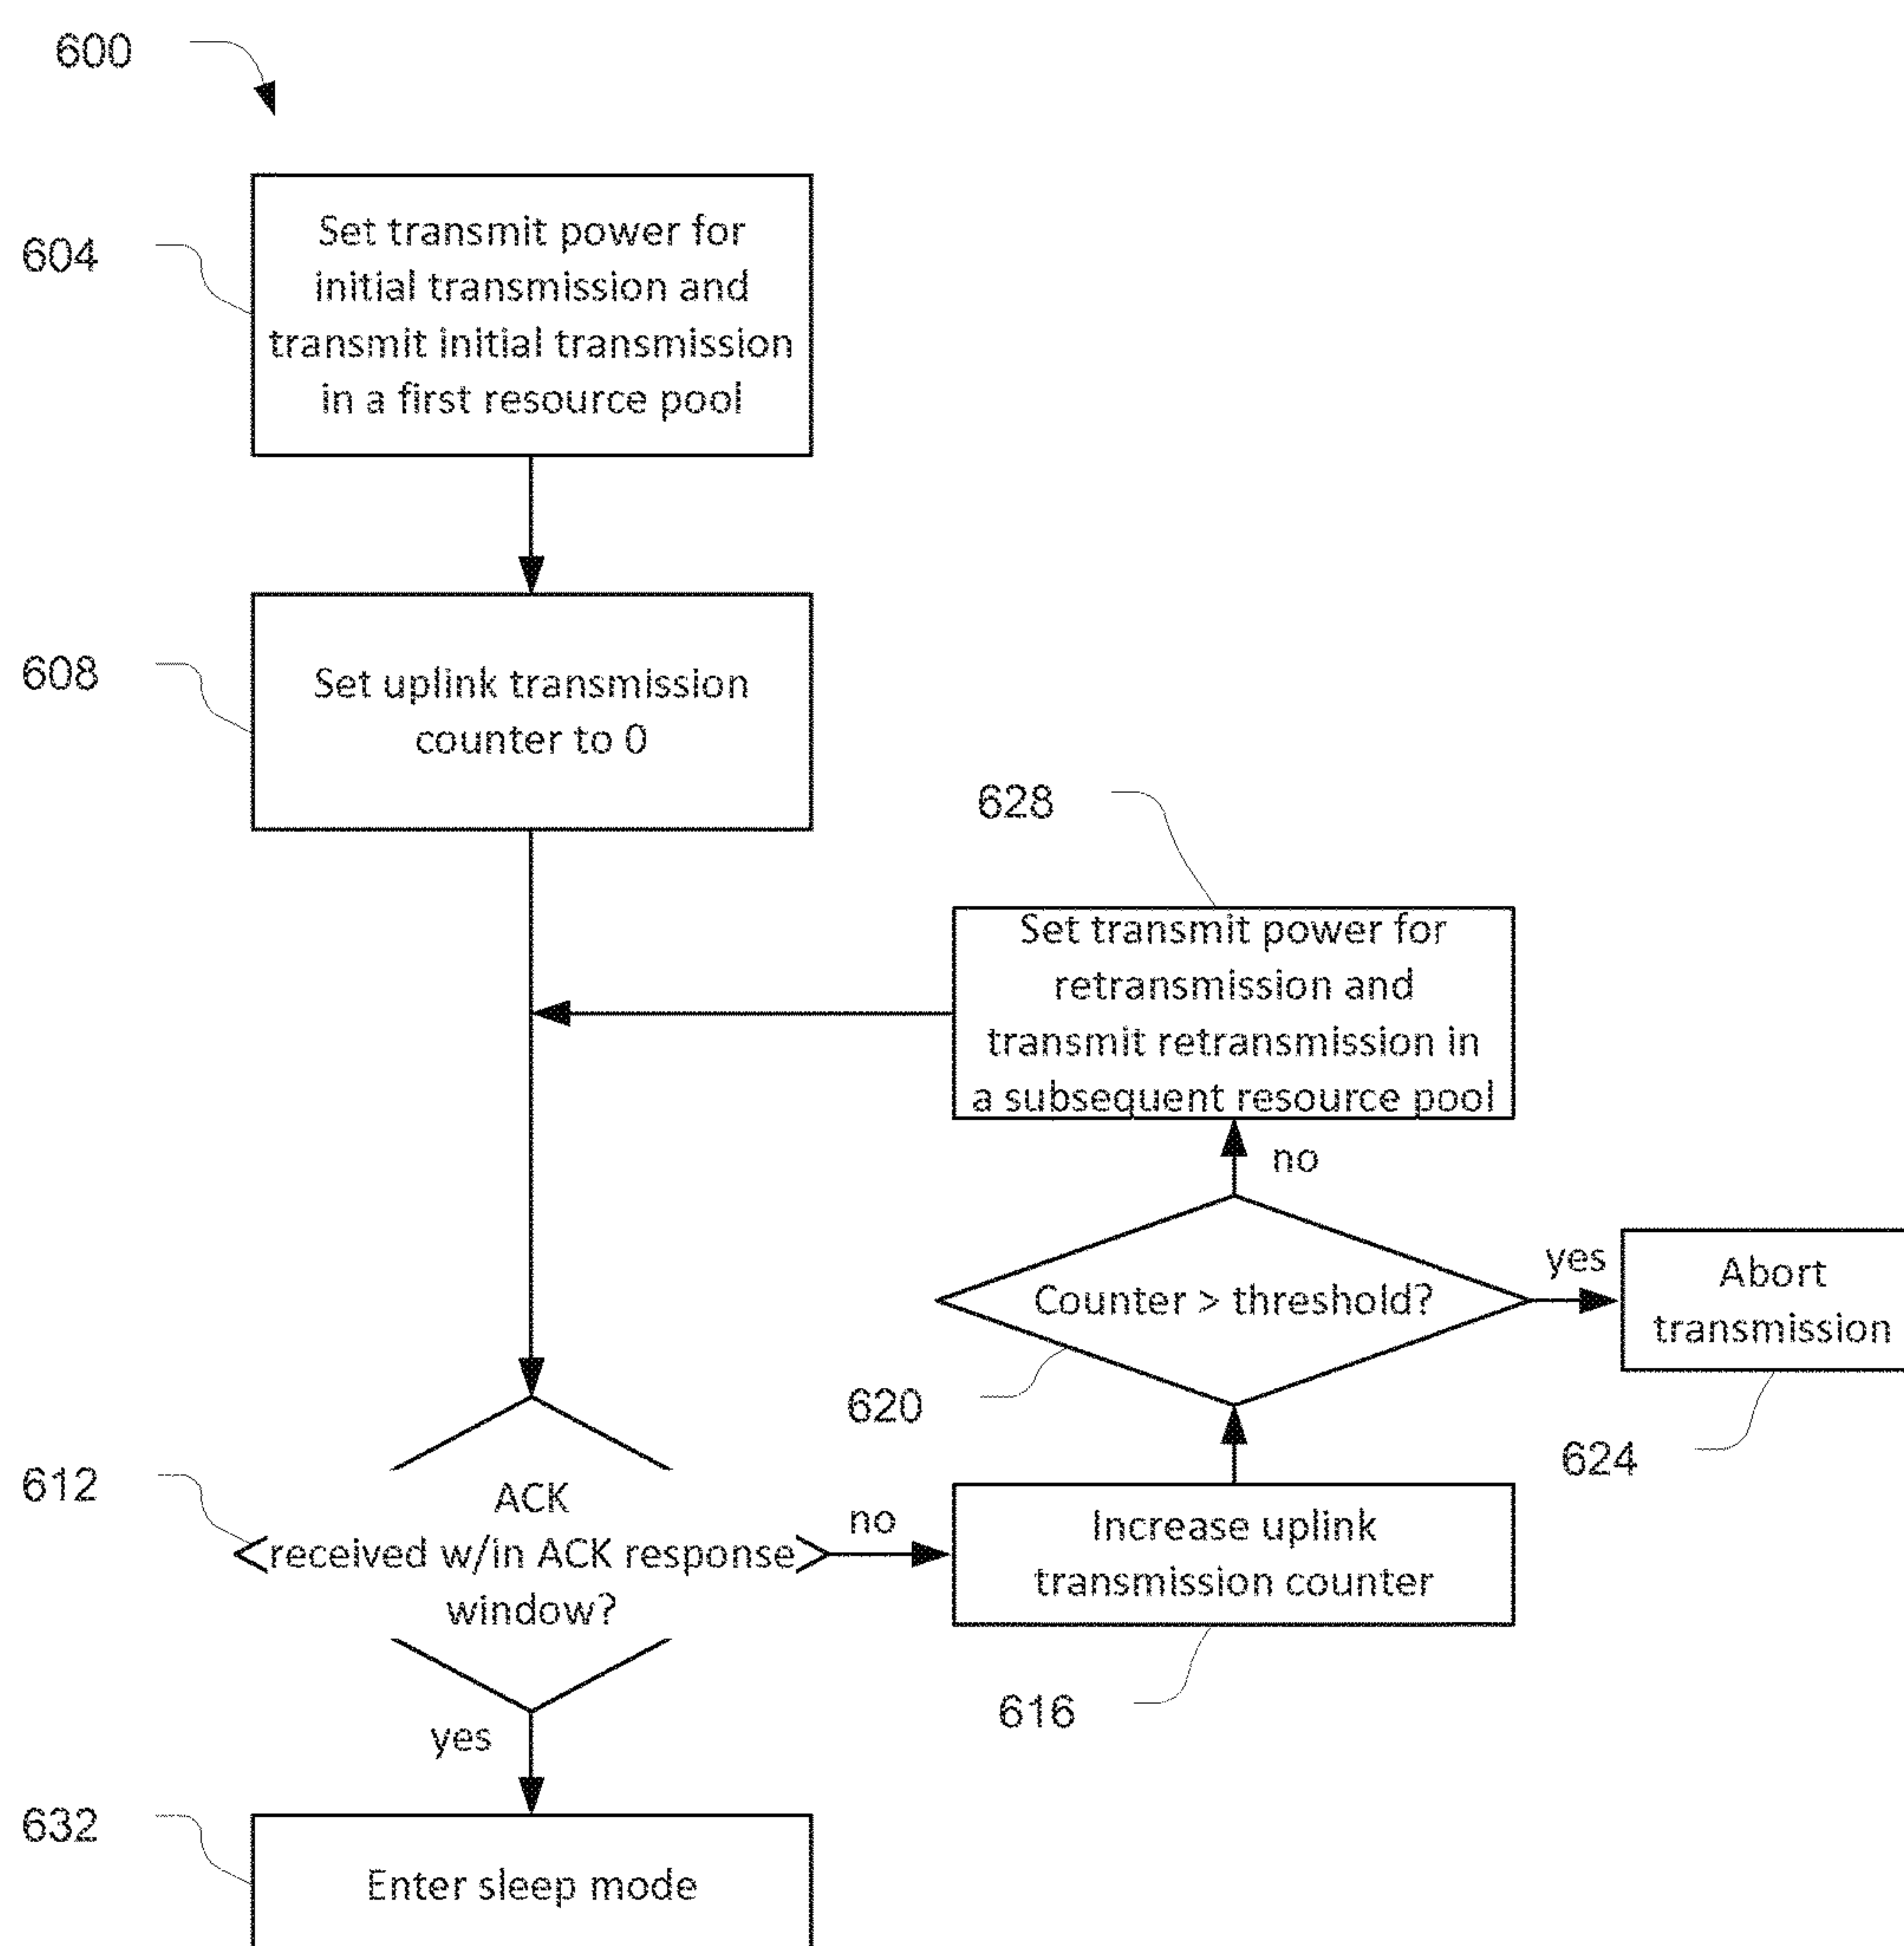 600
604
Set transmit power for
initial transmission and
transmit initial transmission
in a first resource pool
608
Set uplink transmission
counter to 0
628
Set transmit power for
retransmission and
transmit retransmission in
a subsequent resource pool
no
Counter > threshold?
yes
Abort
transmission
620
624
612
ACK
received w/in ACK response
window?
no
Increase uplink
transmission counter
616
yes
632
Enter sleep mode